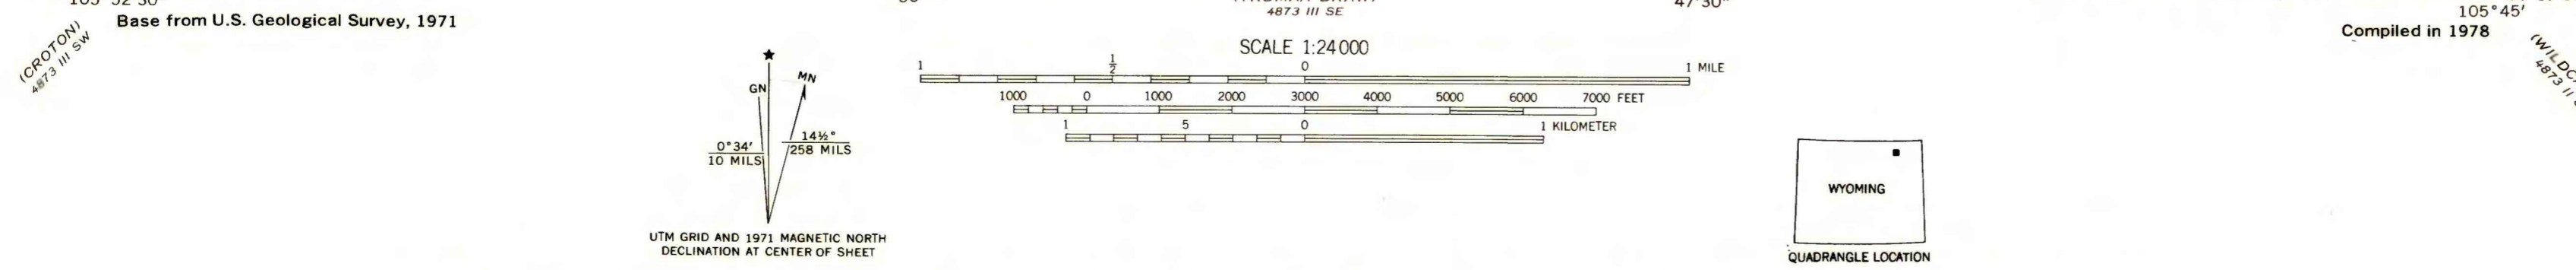 4873 III SE
47'30"
105°45'
Base from U.S. Geological Survey, 1971
Compiled in 1978
(CROTON)
4873 III SW
SCALE 1:24000
1 ½ 0 1 MILE
1000 0 1000 2000 3000 4000 5000 6000 7000 FEET
1 5 0 1 KILOMETER
GN
MN
0°34'
10 MILS
14½°
258 MILS
UTM GRID AND 1971 MAGNETIC NORTH
DECLINATION AT CENTER OF SHEET
WYOMING
QUADRANGLE LOCATION